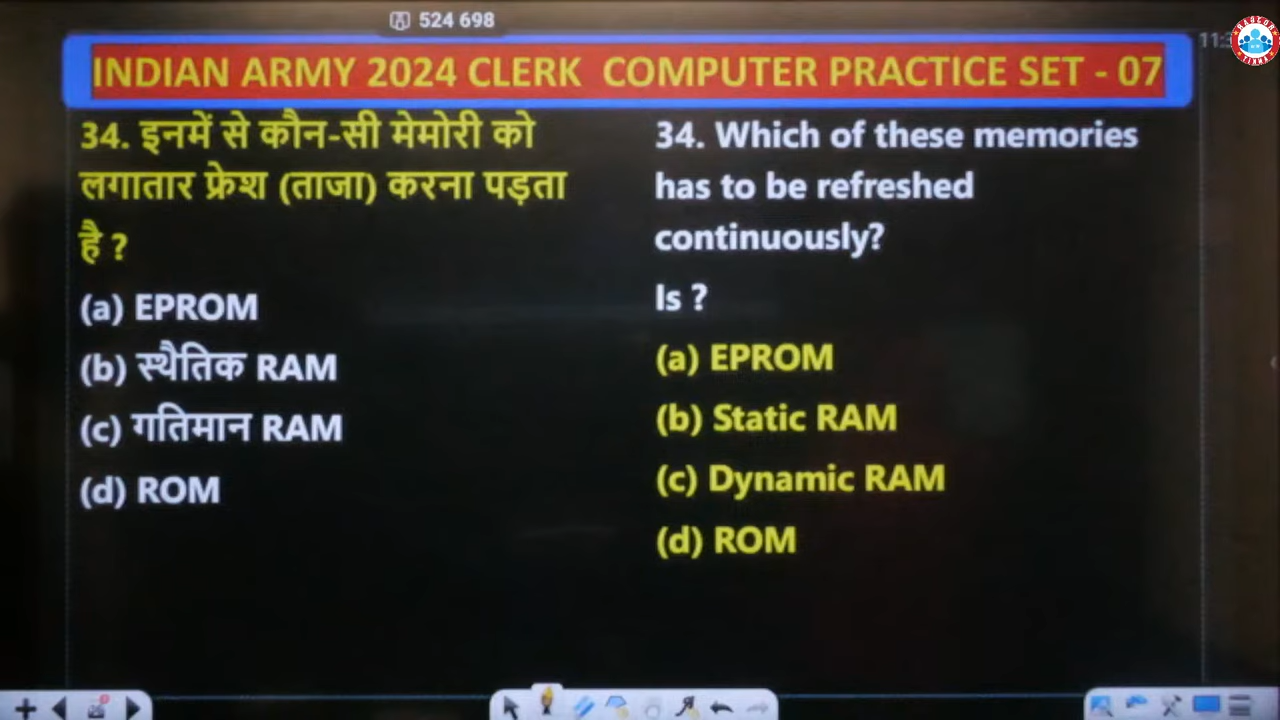 524 698
INDIAN ARMY 2024 CLERK COMPUTER PRACTICE SET - 07
34. इनमें से कौन-सी मेमोरी को
लगातार फ्रेश (ताजा) करना पड़ता
है ?
(a) EPROM
(b) स्थैतिक RAM
(c) गतिमान RAM
(d) ROM
34. Which of these memories
has to be refreshed
continuously?
Is ?
(a) EPROM
(b) Static RAM
(c) Dynamic RAM
(d) ROM